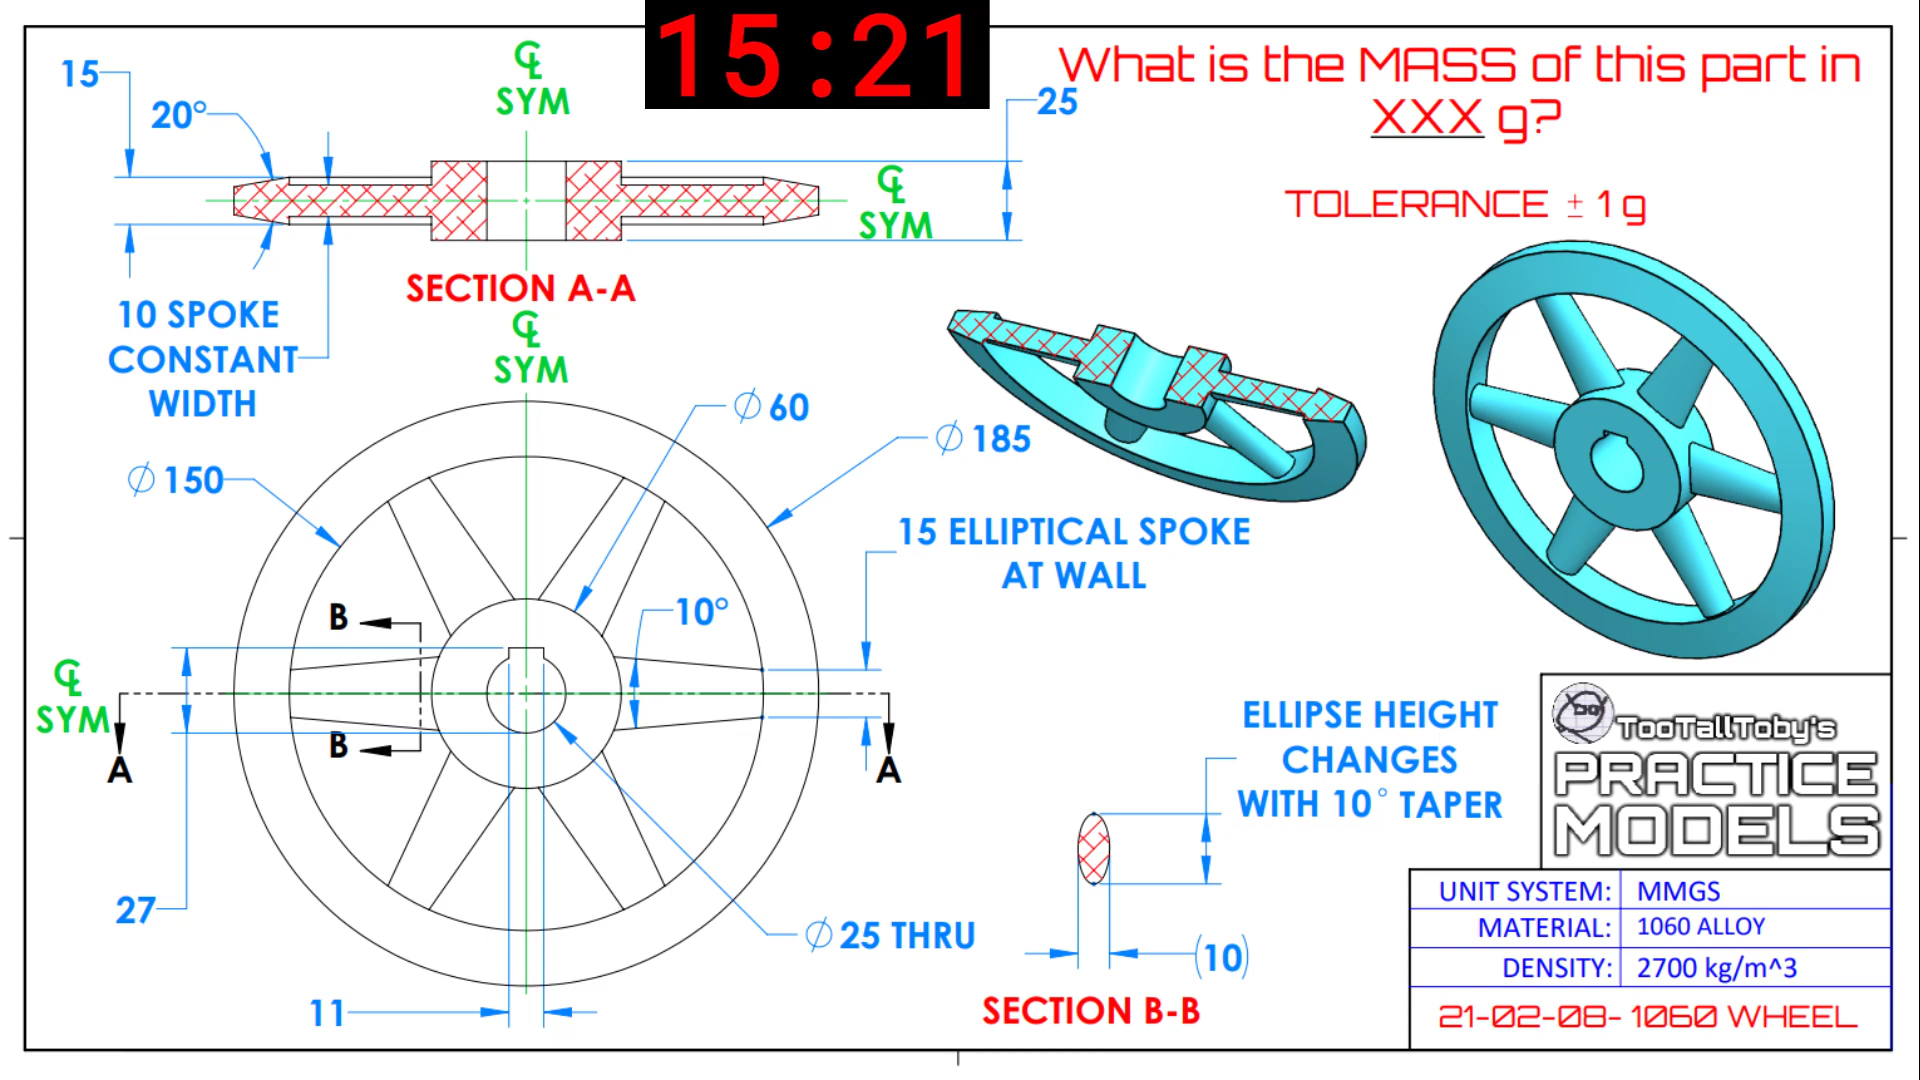 15:21
What is the MASS of this part in
XXX g?
TOLERANCE ± 1 g
15
20°
℄
SYM
25
℄
SYM
SECTION A-A
10 SPOKE
CONSTANT
WIDTH
℄
SYM
∅ 60
∅ 185
∅ 150
15 ELLIPTICAL SPOKE
AT WALL
B
10°
℄
SYM
B
A
A
ELLIPSE HEIGHT
CHANGES
WITH 10° TAPER
27
∅ 25 THRU
(10)
11
SECTION B-B
TooTallToby's
PRACTICE
MODELS
UNIT SYSTEM: MMGS
MATERIAL: 1060 ALLOY
DENSITY: 2700 kg/m^3
21-02-08- 1060 WHEEL